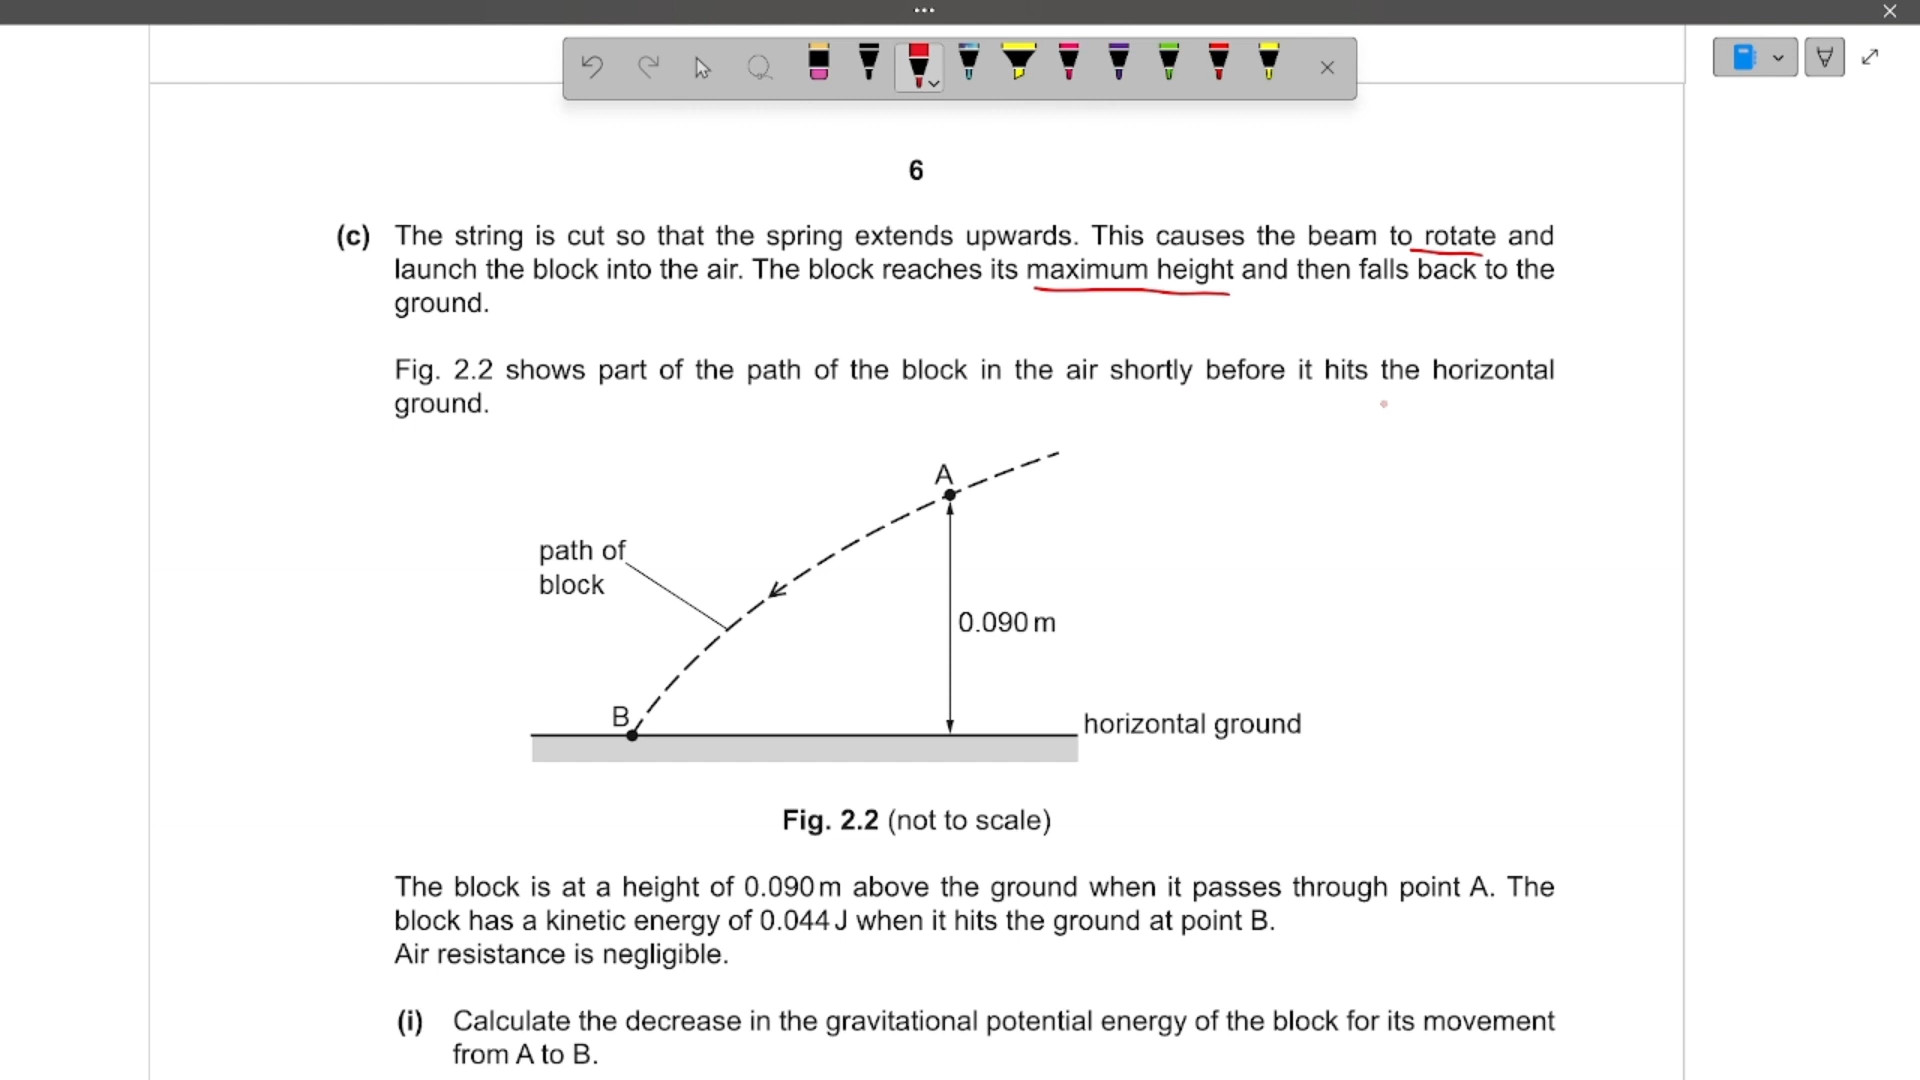 6
(c) The string is cut so that the spring extends upwards. This causes the beam to rotate and
launch the block into the air. The block reaches its maximum height and then falls back to the
ground.
Fig. 2.2 shows part of the path of the block in the air shortly before it hits the horizontal
ground.
A
path of
block
0.090 m
B
horizontal ground
Fig. 2.2 (not to scale)
The block is at a height of 0.090 m above the ground when it passes through point A. The
block has a kinetic energy of 0.044 J when it hits the ground at point B.
Air resistance is negligible.
(i) Calculate the decrease in the gravitational potential energy of the block for its movement
from A to B.